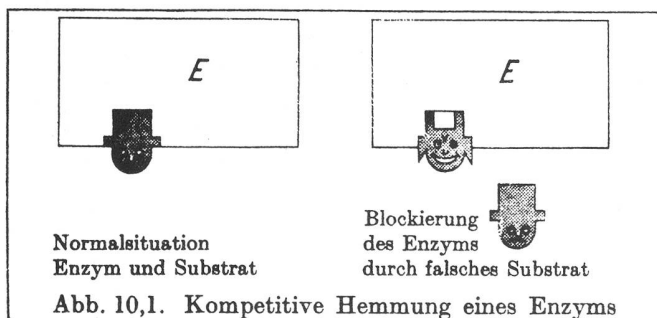 E
E
Normalsituation
Enzym und Substrat
Blockierung
des Enzyms
durch falsches Substrat
Abb. 10,1. Kompetitive Hemmung eines Enzyms